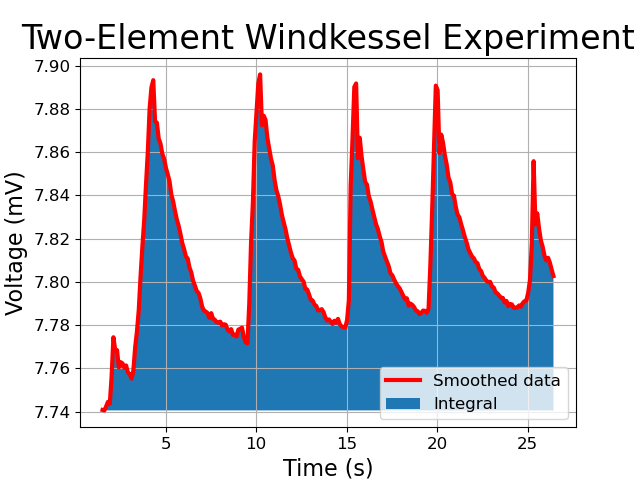 Two-Element Windkessel Experiment
7.90
7.88
7.86
7.84
7.82
7.80
7.78
7.76
7.74
Voltage (mV)
Smoothed data
Integral
5
10
15
20
25
Time (s)